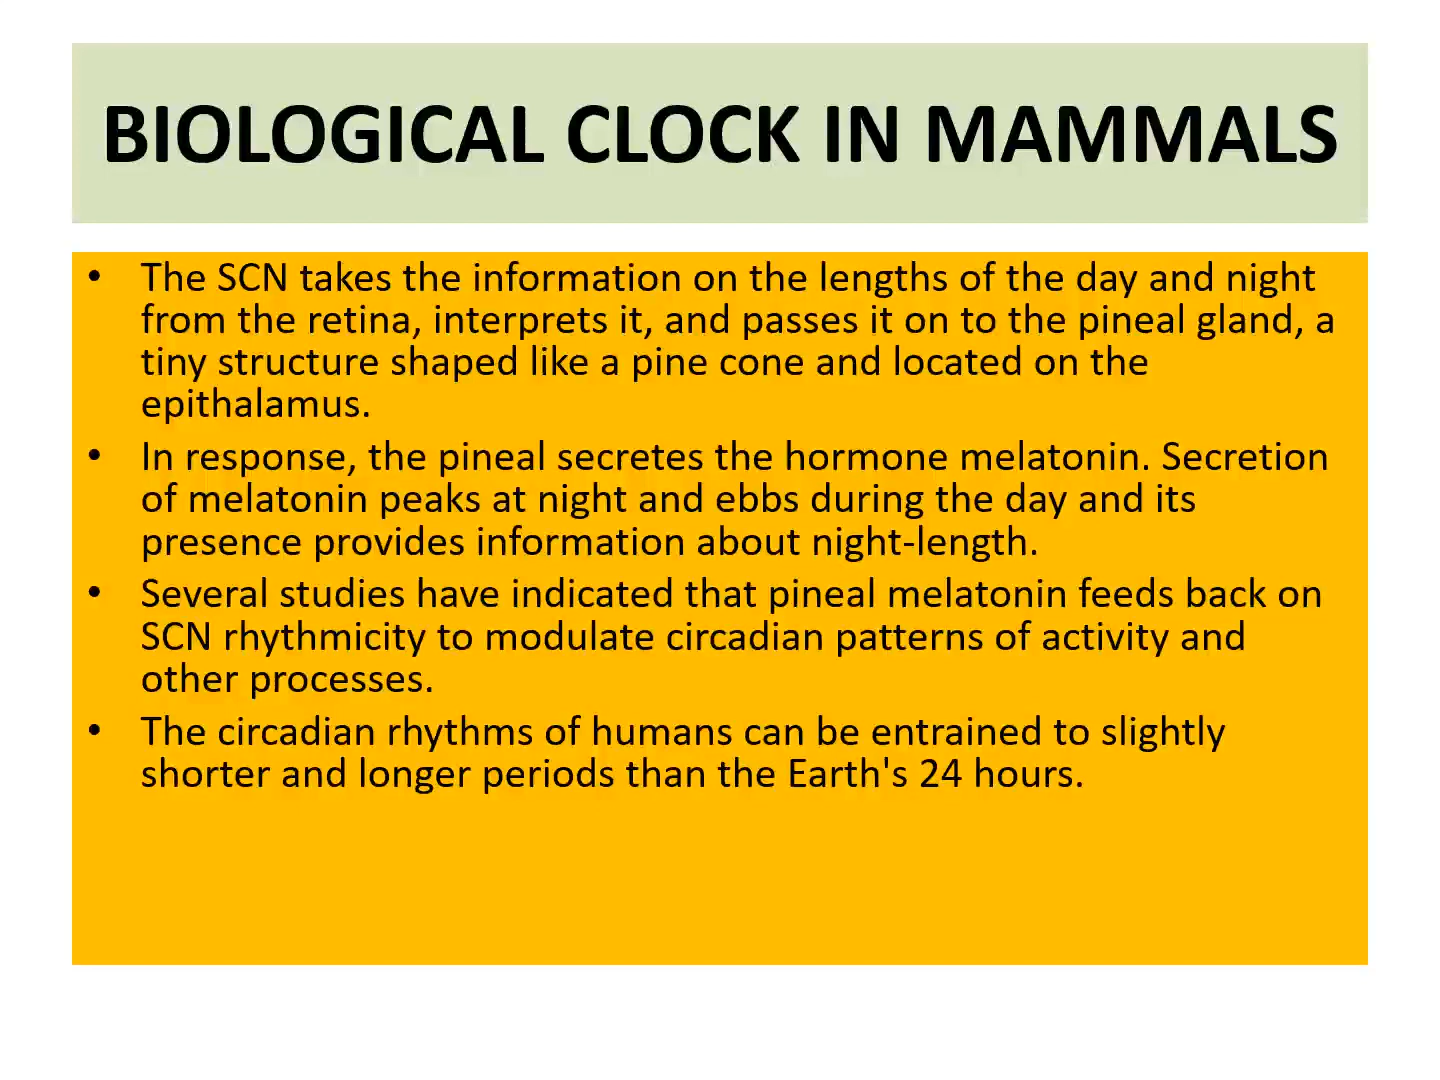 BIOLOGICAL CLOCK IN MAMMALS
• The SCN takes the information on the lengths of the day and night
from the retina, interprets it, and passes it on to the pineal gland, a
tiny structure shaped like a pine cone and located on the
epithalamus.
• In response, the pineal secretes the hormone melatonin. Secretion
of melatonin peaks at night and ebbs during the day and its
presence provides information about night-length.
• Several studies have indicated that pineal melatonin feeds back on
SCN rhythmicity to modulate circadian patterns of activity and
other processes.
• The circadian rhythms of humans can be entrained to slightly
shorter and longer periods than the Earth's 24 hours.